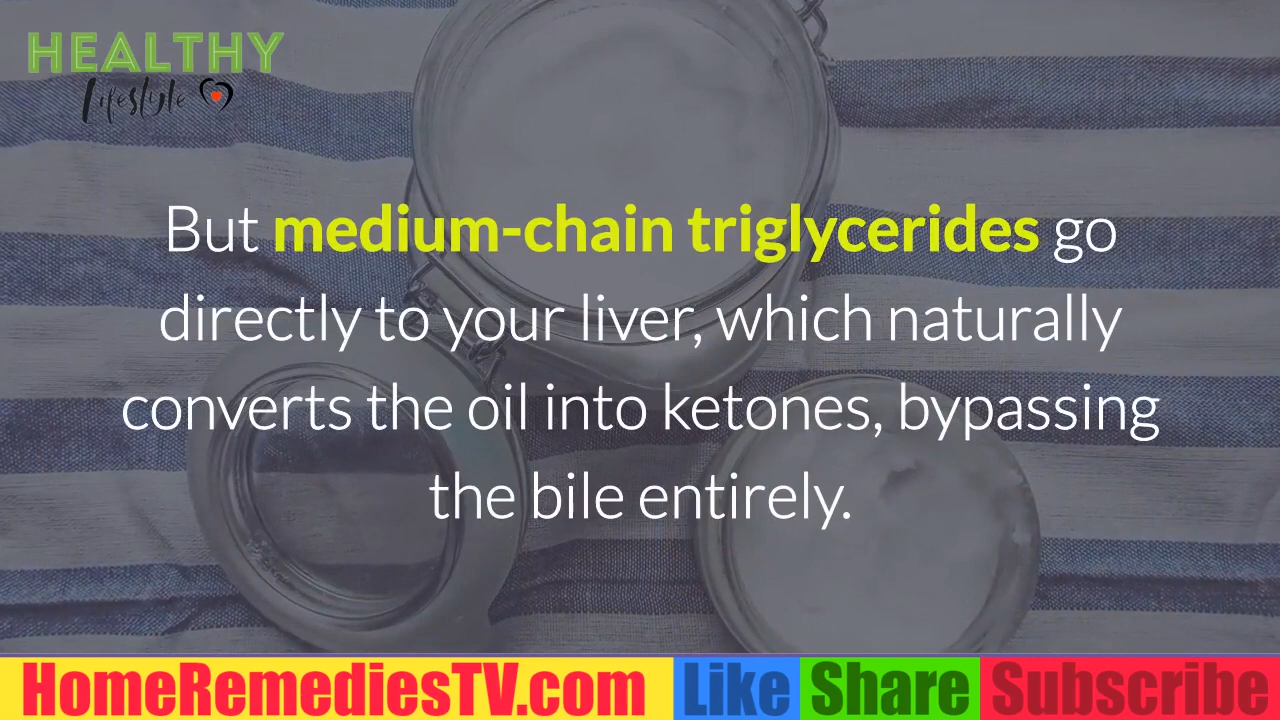 HEALTHY
lifestyle
But medium-chain triglycerides go
directly to your liver, which naturally
converts the oil into ketones, bypassing
the bile entirely.
HomeRemediesTV.com Like Share Subscribe